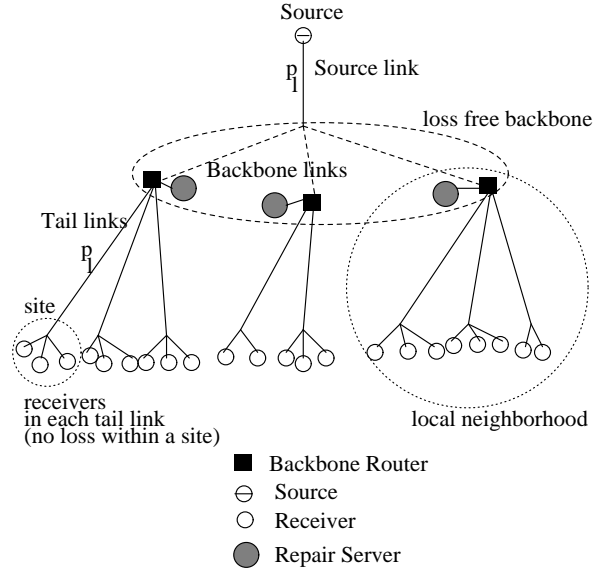 Source
p
l
Source link
loss free backbone
Backbone links
Tail links
p
l
site
receivers
in each tail link
(no loss within a site)
local neighborhood
Backbone Router
Source
Receiver
Repair Server